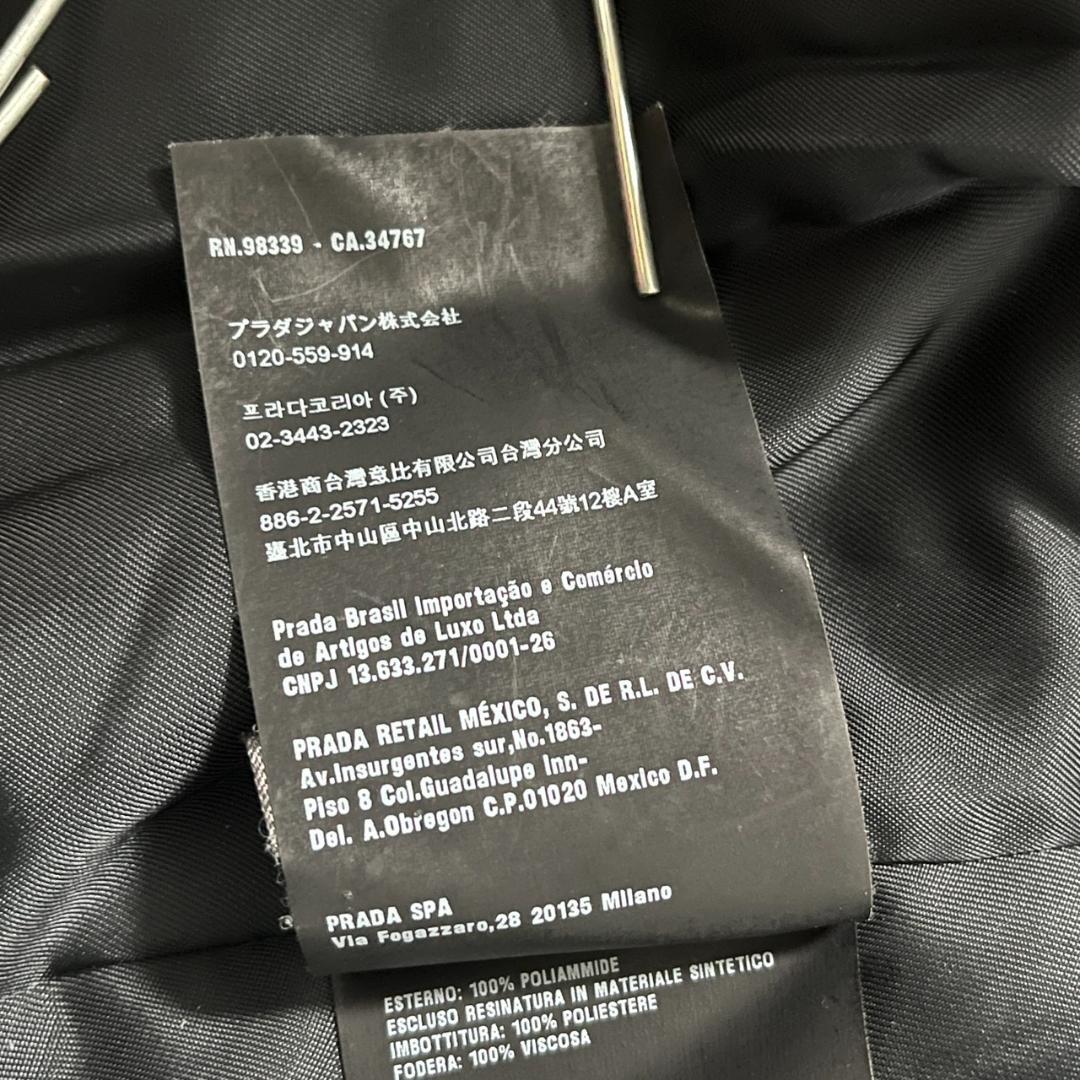 RN.98339 - CA.34767
プラダジャパン株式会社
0120-559-914
프라다코리아 (주)
02-3443-2323
香港商台灣意比有限公司台灣分公司
886-2-2571-5255
臺北市中山區中山北路二段44號12樓A室
Prada Brasil Importação e Comércio
de Artigos de Luxo Ltda
CNPJ 13.633.271/0001-26
PRADA RETAIL MÉXICO, S. DE R.L. DE C.V.
Av.Insurgentes sur,No.1863-
Piso 8 Col.Guadalupe Inn-
Del. A.Obregon C.P.01020 Mexico D.F.
PRADA SPA
Via Fogazzaro,28 20135 Milano
ESTERNO: 100% POLIAMMIDE
ESCLUSO RESINATURA IN MATERIALE SINTETICO
IMBOTTITURA: 100% POLIESTERE
FODERA: 100% VISCOSA